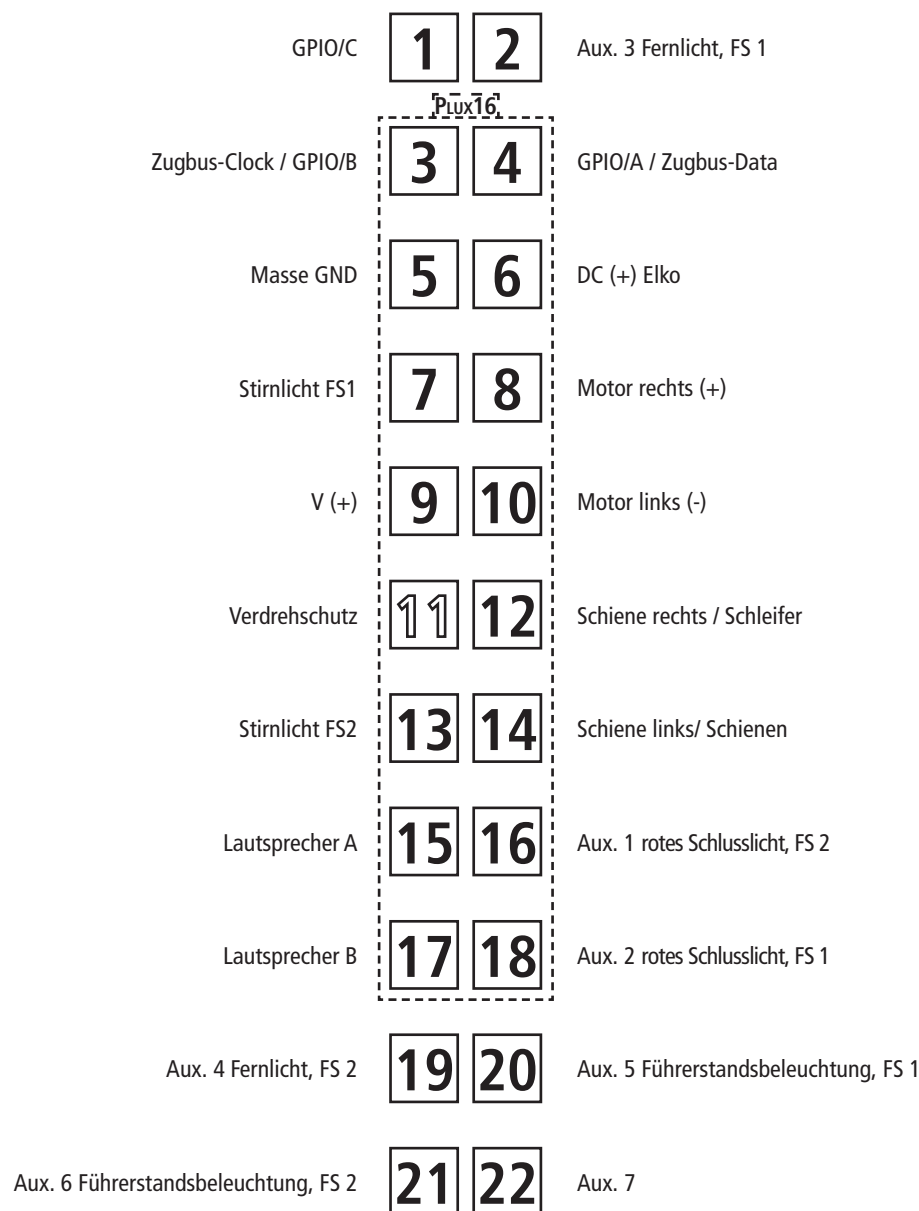 GPIO/C 1 2 Aux. 3 Fernlicht, FS 1
PLUX16
Zugbus-Clock / GPIO/B 3 4 GPIO/A / Zugbus-Data
Masse GND 5 6 DC (+) Elko
Stirnlicht FS1 7 8 Motor rechts (+)
V (+) 9 10 Motor links (-)
Verdrehschutz 11 12 Schiene rechts / Schleifer
Stirnlicht FS2 13 14 Schiene links/ Schienen
Lautsprecher A 15 16 Aux. 1 rotes Schlusslicht, FS 2
Lautsprecher B 17 18 Aux. 2 rotes Schlusslicht, FS 1
Aux. 4 Fernlicht, FS 2 19 20 Aux. 5 Führerstandsbeleuchtung, FS 1
Aux. 6 Führerstandsbeleuchtung, FS 2 21 22 Aux. 7